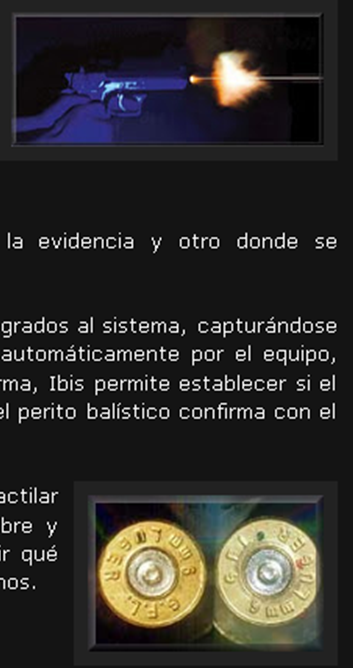 la evidencia y otro donde se
grados al sistema, capturándose
automáticamente por el equipo,
rma, Ibis permite establecer si el
el perito balístico confirma con el
actilar
bre y
ir qué
nos.